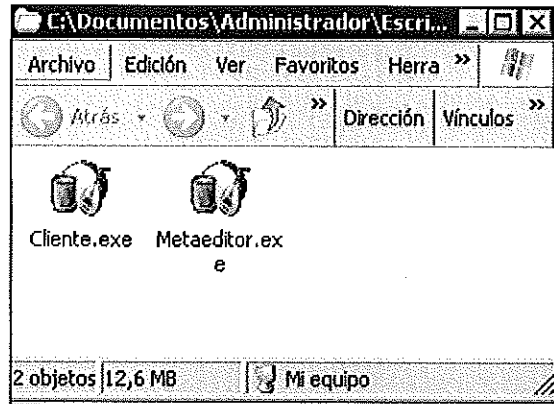 C:\Documentos\Administrador\Escri...
Archivo Edición Ver Favoritos Herra »
Atrás » Dirección Vínculos »
Cliente.exe Metaeditor.ex
e
2 objetos 12,6 MB Mi equipo